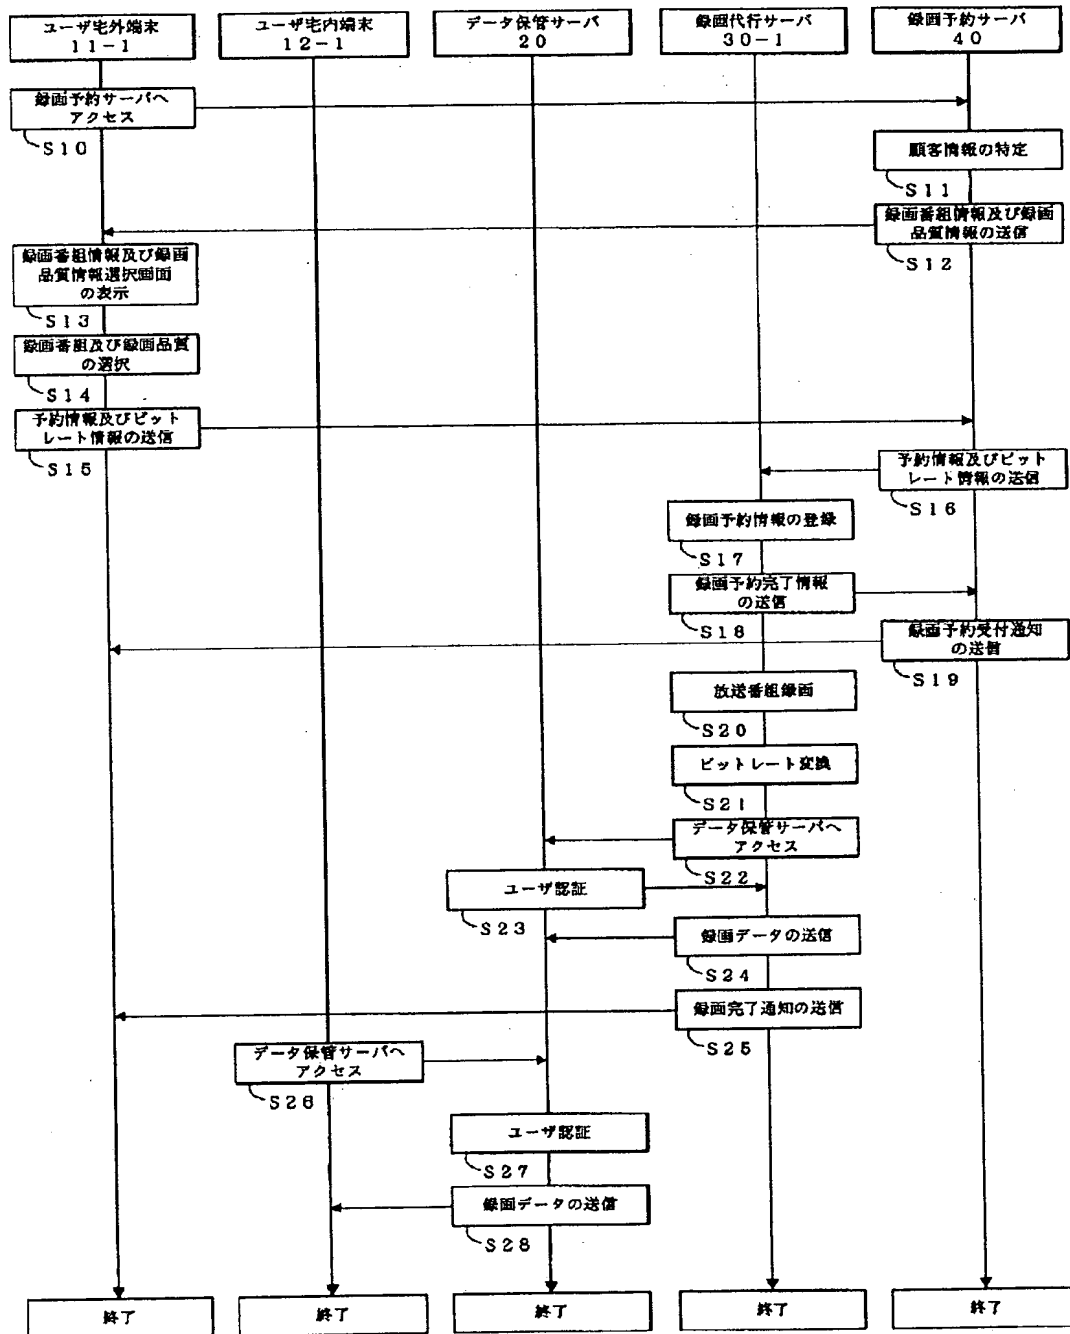 ユーザ宅外端末
11-1
ユーザ宅内端末
12-1
データ保管サーバ
20
録画代行サーバ
30-1
録画予約サーバ
40
録画予約サーバへ
アクセス
S10
顧客情報の特定
S11
録画番組情報及び録画
品質情報の送信
S12
録画番組情報及び録画
品質情報選択画面
の表示
S13
録画番組及び録画品質
の選択
S14
予約情報及びビット
レート情報の送信
S15
予約情報及びビット
レート情報の送信
S16
録画予約情報の登録
S17
録画予約完了情報
の送信
S18
録画予約受付通知
の送信
S19
放送番組録画
S20
ビットレート変換
S21
データ保管サーバへ
アクセス
S22
ユーザ認証
S23
録画データの送信
S24
録画完了通知の送信
S25
データ保管サーバへ
アクセス
S26
ユーザ認証
S27
録画データの送信
S28
終了
終了
終了
終了
終了